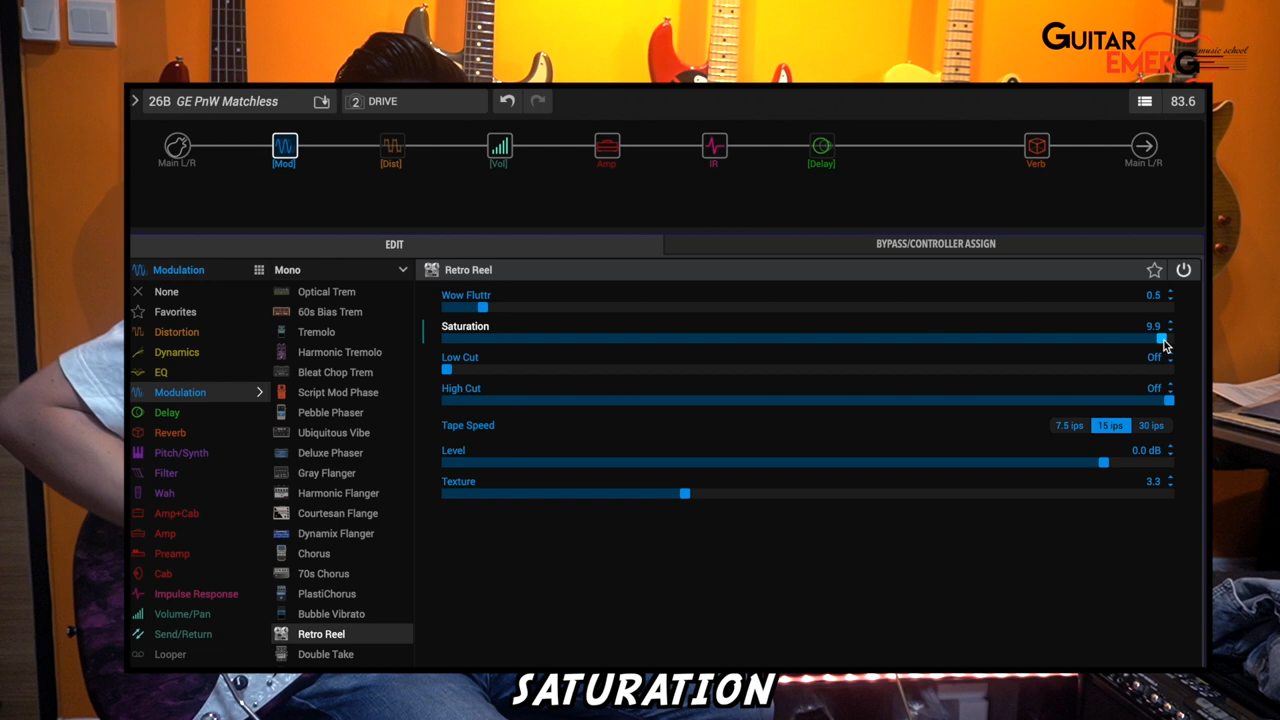 GUITAR
EMERG
music school
26B GE PnW Matchless
2 DRIVE
83.6
Main L/R
[Mod]
[Dist]
[Vol]
Amp
IR
[Delay]
Verb
Main L/R
EDIT
BYPASS/CONTROLLER ASSIGN
Modulation
None
Favorites
Distortion
Dynamics
EQ
Modulation
Delay
Reverb
Pitch/Synth
Filter
Wah
Amp+Cab
Amp
Preamp
Cab
Impulse Response
Volume/Pan
Send/Return
Looper
Mono
Optical Trem
60s Bias Trem
Tremolo
Harmonic Tremolo
Bleat Chop Trem
Script Mod Phase
Pebble Phaser
Ubiquitous Vibe
Deluxe Phaser
Gray Flanger
Harmonic Flanger
Courtesan Flange
Dynamix Flanger
Chorus
70s Chorus
PlastiChorus
Bubble Vibrato
Retro Reel
Double Take
Retro Reel
Wow Fluttr 0.5
Saturation 9.9
Low Cut Off
High Cut Off
Tape Speed 7.5 ips 15 ips 30 ips
Level 0.0 dB
Texture 3.3
SATURATION